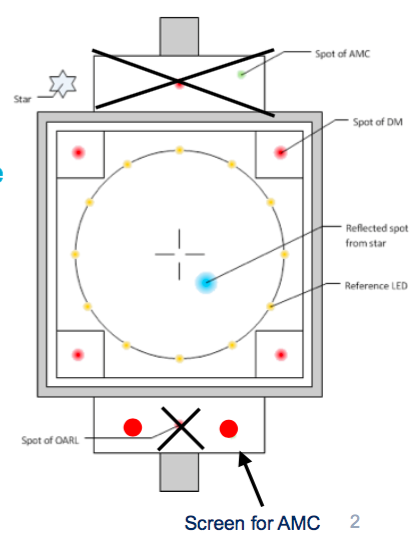 Spot of AMC
Star
Spot of DM
e
Reflected spot
from star
Reference LED
Spot of OARL
Screen for AMC
2